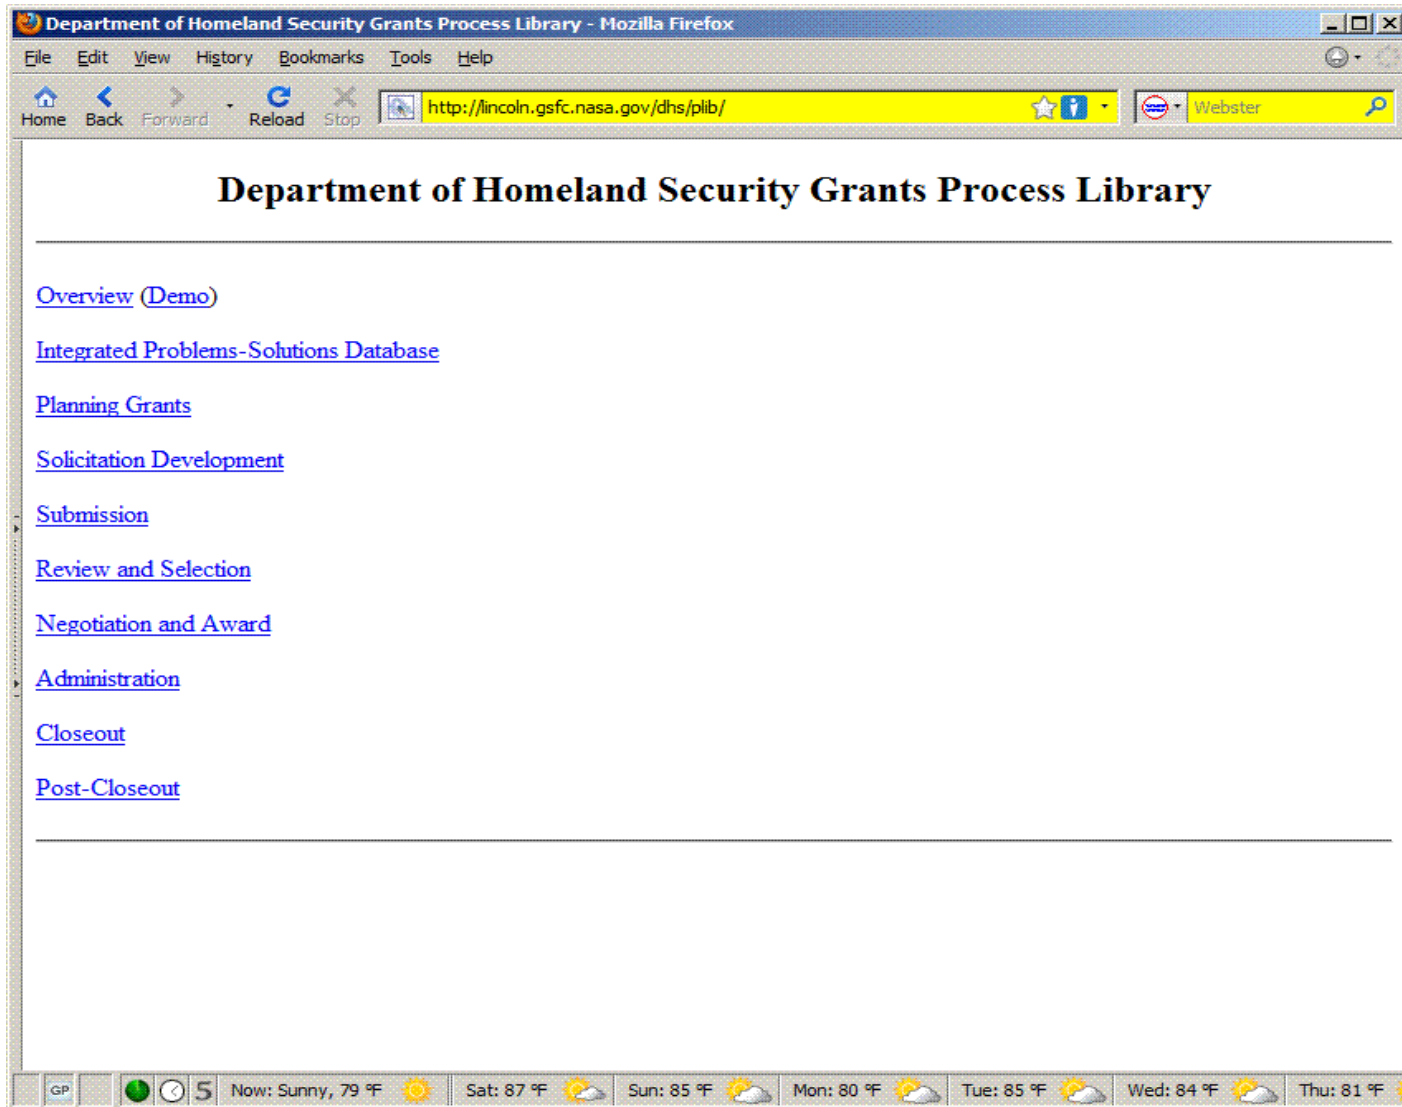 Department of Homeland Security Grants Process Library - Mozilla Firefox
File Edit View History Bookmarks Tools Help
Home Back Forward Reload Stop http://lincoln.gsfc.nasa.gov/dhs/plib/ Webster
Department of Homeland Security Grants Process Library
Overview (Demo)
Integrated Problems-Solutions Database
Planning Grants
Solicitation Development
Submission
Review and Selection
Negotiation and Award
Administration
Closeout
Post-Closeout
GP 5 Now: Sunny, 79 °F Sat: 87 °F Sun: 85 °F Mon: 80 °F Tue: 85 °F Wed: 84 °F Thu: 81 °F